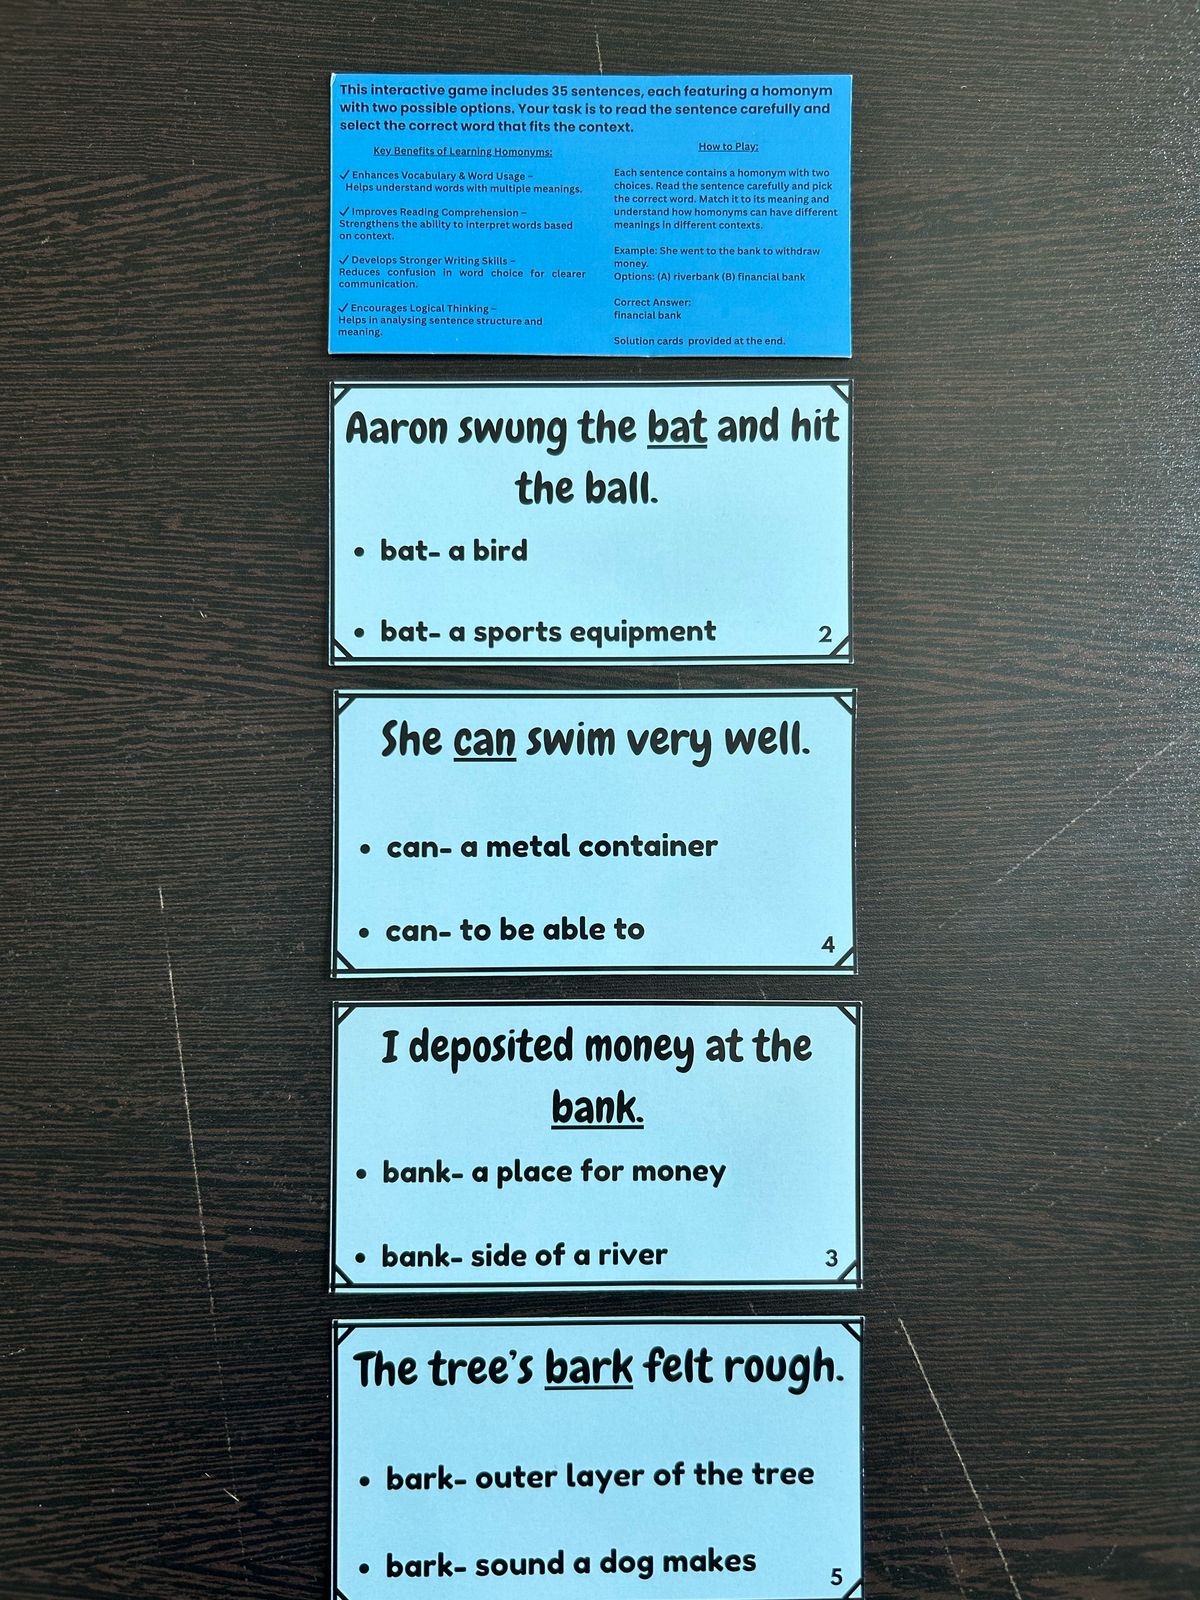 This interactive game includes 35 sentences, each featuring a homonym
with two possible options. Your task is to read the sentence carefully and
select the correct word that fits the context.
Key Benefits of Learning Homonyms:
✓ Enhances Vocabulary & Word Usage –
Helps understand words with multiple meanings.
✓ Improves Reading Comprehension –
Strengthens the ability to interpret words based
on context.
✓ Develops Stronger Writing Skills –
Reduces confusion in word choice for clearer
communication.
✓ Encourages Logical Thinking –
Helps in analysing sentence structure and
meaning.
How to Play:
Each sentence contains a homonym with two
choices. Read the sentence carefully and pick
the correct word. Match it to its meaning and
understand how homonyms can have different
meanings in different contexts.
Example: She went to the bank to withdraw
money.
Options: (A) riverbank (B) financial bank
Correct Answer:
financial bank
Solution cards provided at the end.
Aaron swung the bat and hit
the ball.
• bat- a bird
• bat- a sports equipment
2
She can swim very well.
• can- a metal container
• can- to be able to
4
I deposited money at the
bank.
• bank- a place for money
• bank- side of a river
3
The tree's bark felt rough.
• bark- outer layer of the tree
• bark- sound a dog makes
5